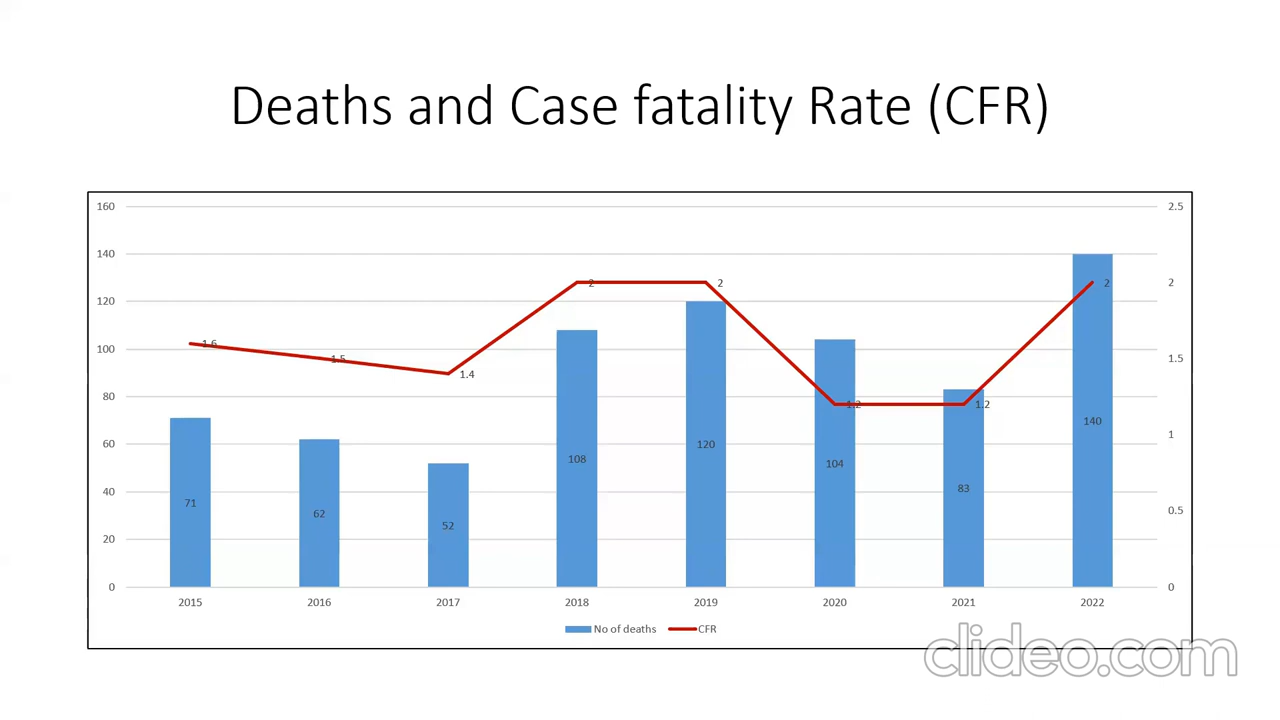 Deaths and Case fatality Rate (CFR)
160 2.5
140
120 2 2 2 2
100 1.6 1.5 1.4 1.5
80 1.2 1.2
60 140 1
120
108 104
40 71 83 0.5
62
52
20
0 0
2015 2016 2017 2018 2019 2020 2021 2022
No of deaths CFR
clideo.com